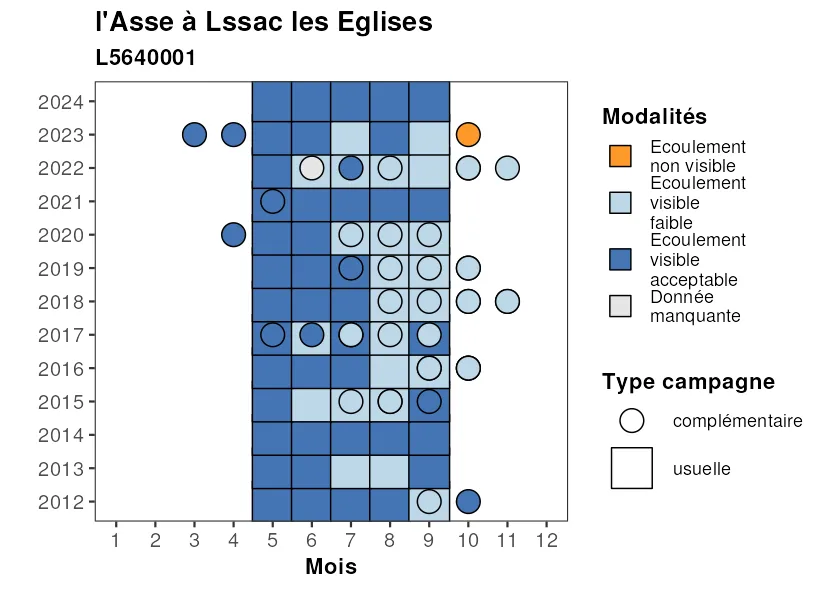 l'Asse à Lssac les Eglises
L5640001
2024
2023
2022
2021
2020
2019
2018
2017
2016
2015
2014
2013
2012
1 2 3 4 5 6 7 8 9 10 11 12
Mois
Modalités
Ecoulement
non visible
Ecoulement
visible
faible
Ecoulement
visible
acceptable
Donnée
manquante
Type campagne
complémentaire
usuelle